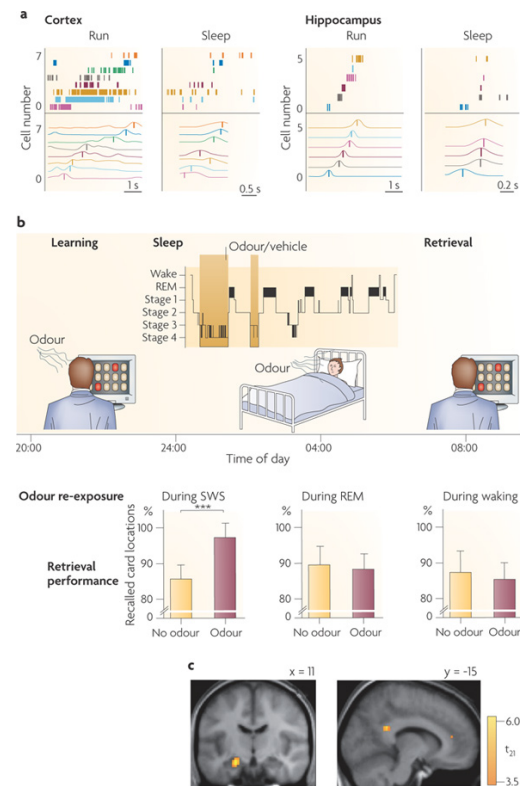 a Cortex Hippocampus
Run Sleep Run Sleep
7
0
7
0
Cell number
1 s
0.5 s
5
0
5
0
Cell number
1 s
0.2 s
b
Learning Sleep Odour/vehicle Retrieval
Wake
REM
Stage 1
Stage 2
Stage 3
Stage 4
Odour
Odour
20:00 24:00 04:00 08:00
Time of day
Odour re-exposure During SWS During REM During waking
Retrieval performance
Recalled card locations
%
100
90
80
0
***
No odour Odour
%
100
90
80
0
No odour Odour
%
100
90
80
0
No odour Odour
c
x = 11 y = -15
6.0
t21
3.5